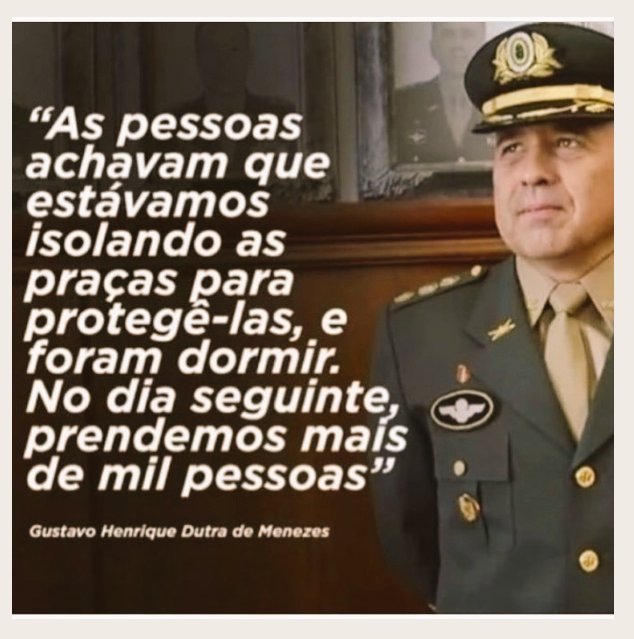 “As pessoas
achavam que
estávamos
isolando as
praças para
protegê-las, e
foram dormir.
No dia seguinte,
prendemos mais
de mil pessoas”
Gustavo Henrique Dutra de Menezes